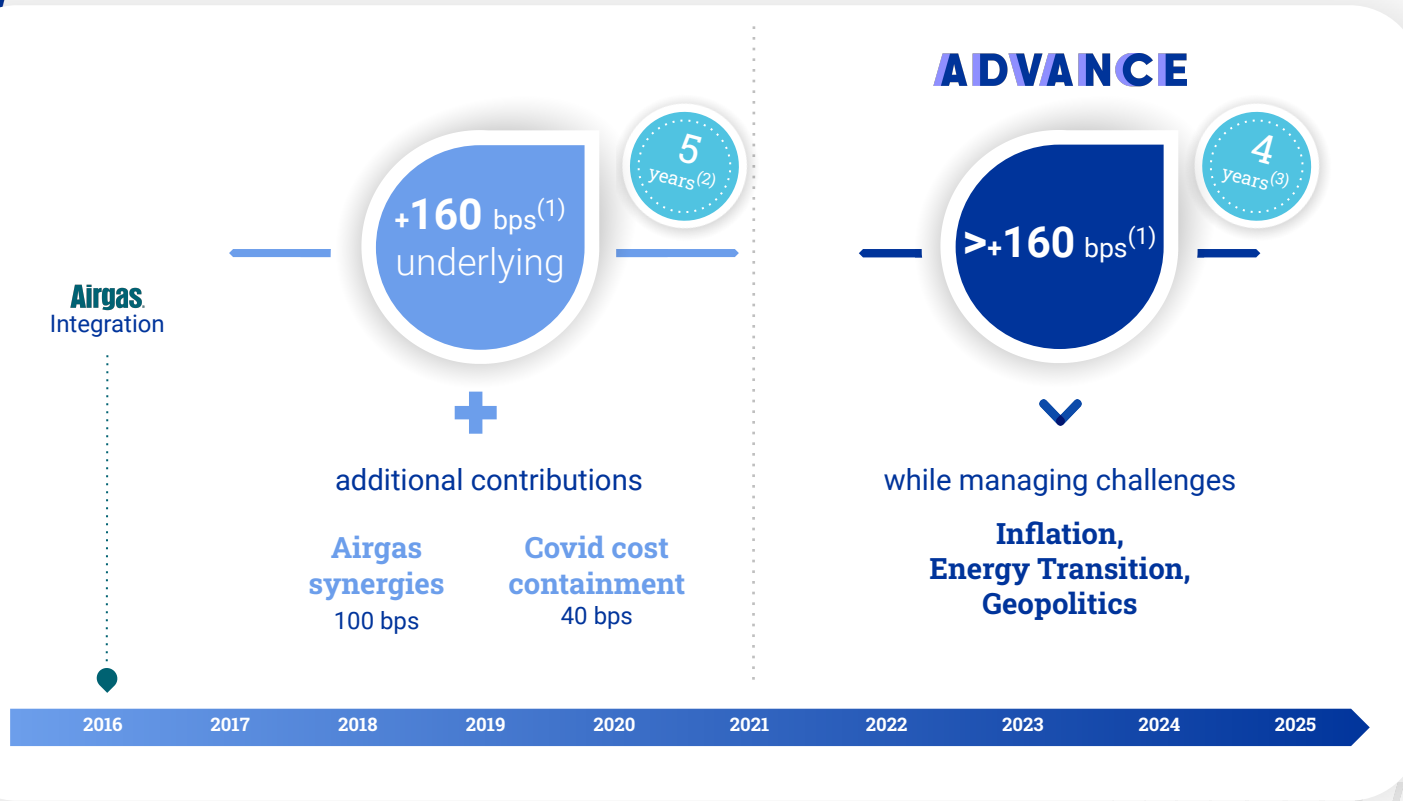 ADVANCE
5
years(2)
4
years(3)
+160 bps(1)
underlying
>+160 bps(1)
Airgas.
Integration
additional contributions
while managing challenges
Airgas
synergies
100 bps
Covid cost
containment
40 bps
Inflation,
Energy Transition,
Geopolitics
2016 2017 2018 2019 2020 2021 2022 2023 2024 2025